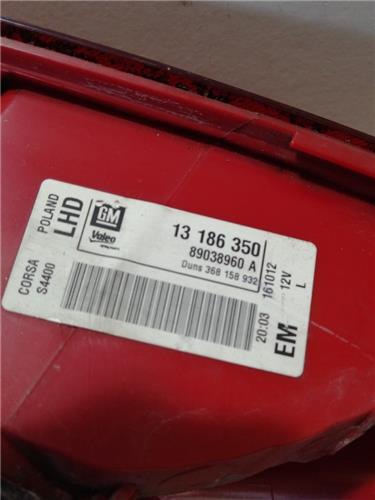 CORSA POLAND
S4400 LHD
GM
Valeo
13 186 350
89038960 A
Duns 368 158 932
20:03 161012
EM 12V L